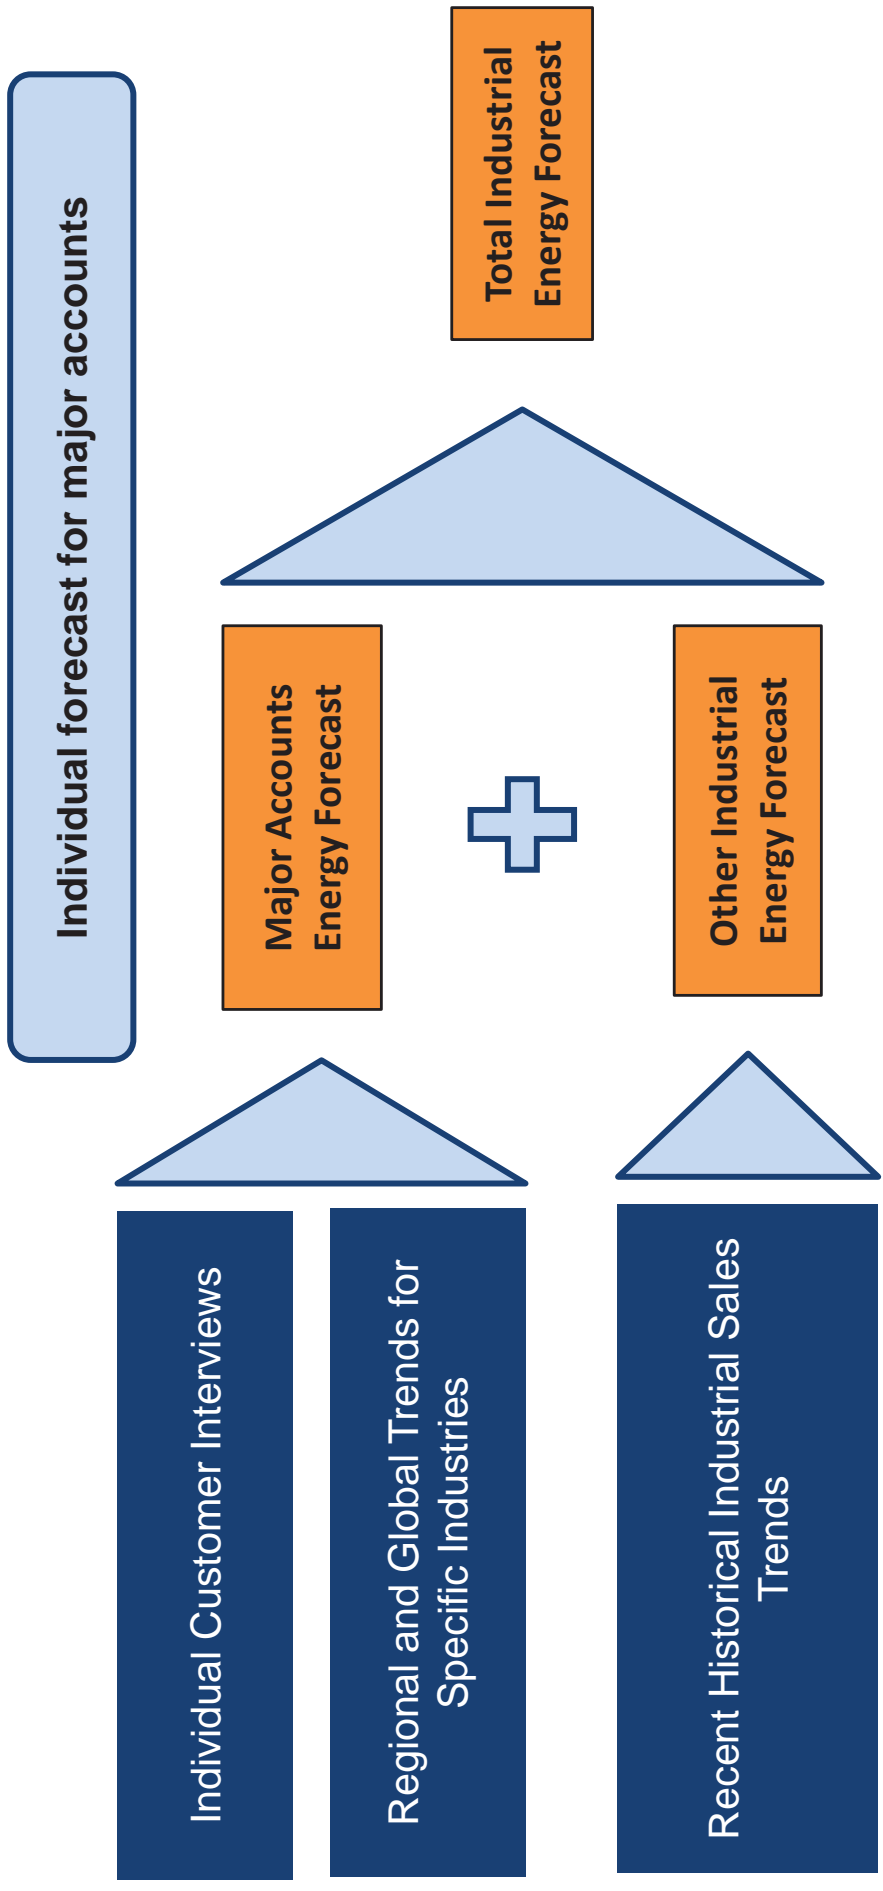 Individual forecast for major accounts
Individual Customer Interviews
Regional and Global Trends for
Specific Industries
Recent Historical Industrial Sales
Trends
Major Accounts
Energy Forecast
Other Industrial
Energy Forecast
Total Industrial
Energy Forecast